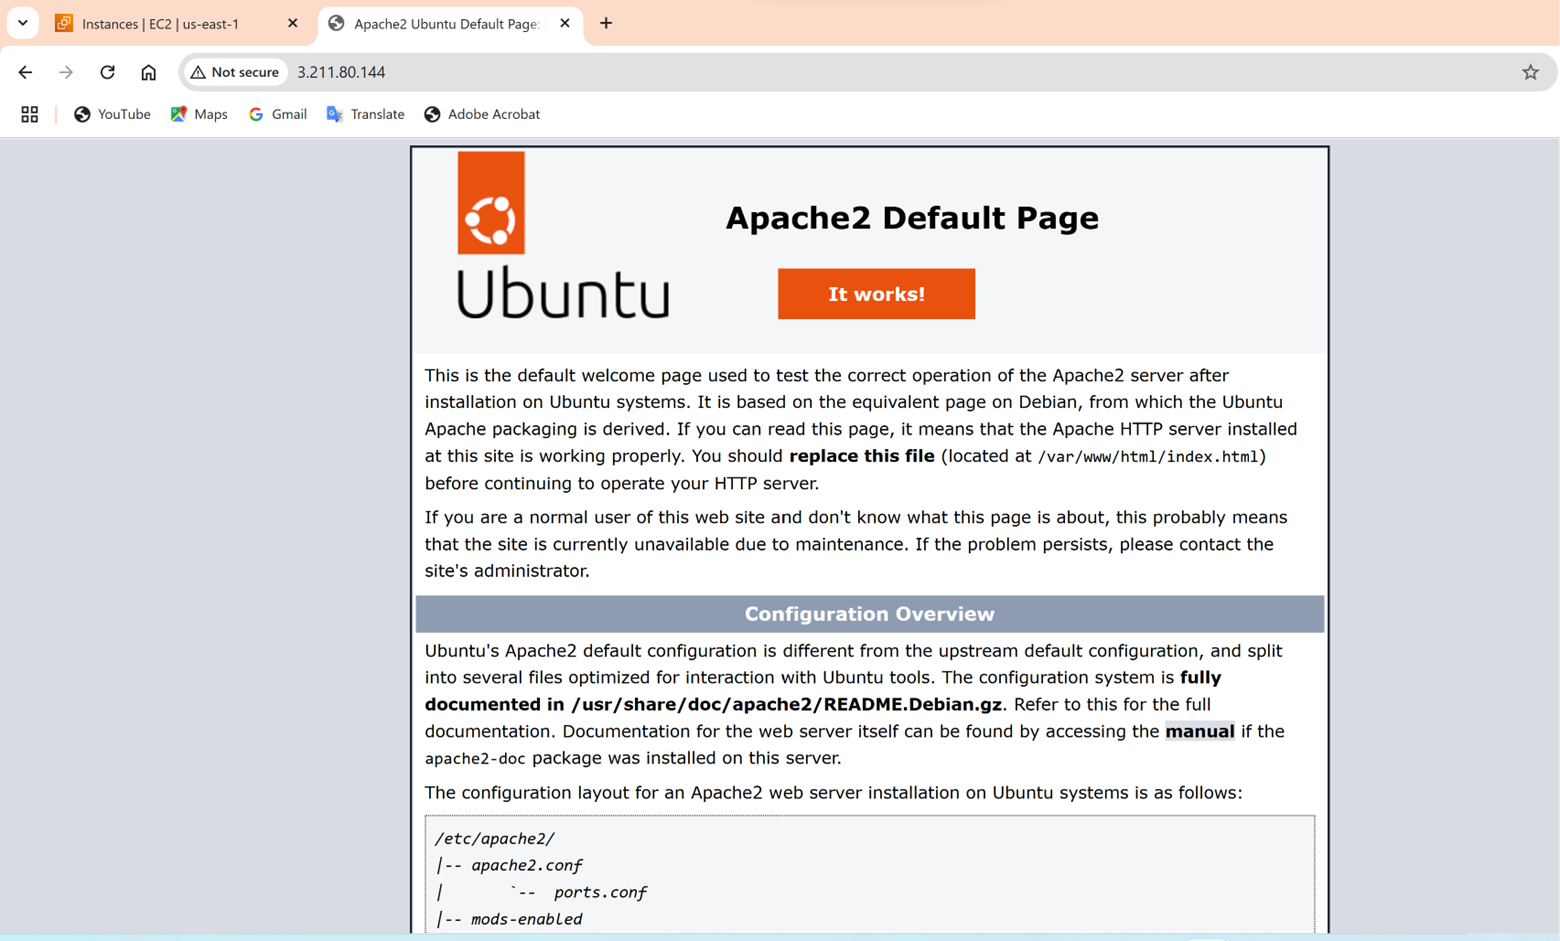 Instances | EC2 | us-east-1
Apache2 Ubuntu Default Page:
Not secure 3.211.80.144
YouTube Maps Gmail Translate Adobe Acrobat
Ubuntu
Apache2 Default Page
It works!
This is the default welcome page used to test the correct operation of the Apache2 server after
installation on Ubuntu systems. It is based on the equivalent page on Debian, from which the Ubuntu
Apache packaging is derived. If you can read this page, it means that the Apache HTTP server installed
at this site is working properly. You should replace this file (located at /var/www/html/index.html)
before continuing to operate your HTTP server.
If you are a normal user of this web site and don't know what this page is about, this probably means
that the site is currently unavailable due to maintenance. If the problem persists, please contact the
site's administrator.
Configuration Overview
Ubuntu's Apache2 default configuration is different from the upstream default configuration, and split
into several files optimized for interaction with Ubuntu tools. The configuration system is fully
documented in /usr/share/doc/apache2/README.Debian.gz. Refer to this for the full
documentation. Documentation for the web server itself can be found by accessing the manual if the
apache2-doc package was installed on this server.
The configuration layout for an Apache2 web server installation on Ubuntu systems is as follows:
/etc/apache2/
|-- apache2.conf
|       `--  ports.conf
|-- mods-enabled